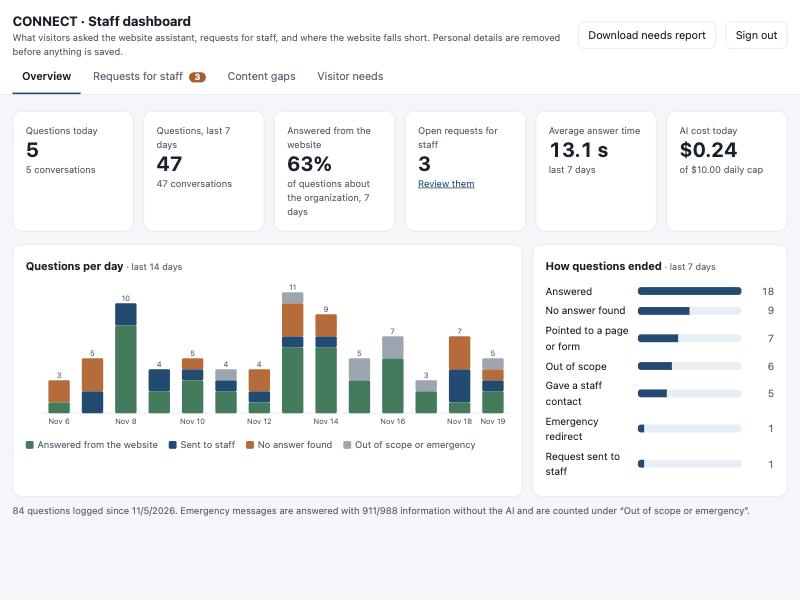 CONNECT · Staff dashboard
What visitors asked the website assistant, requests for staff, and where the website falls short. Personal details are removed
before anything is saved.
Download needs report
Sign out
Overview
Requests for staff 3
Content gaps
Visitor needs
Questions today
5
5 conversations
Questions, last 7
days
47
47 conversations
Answered from the
website
63%
of questions about
the organization, 7
days
Open requests for
staff
3
Review them
Average answer time
13.1 s
last 7 days
AI cost today
$0.24
of $10.00 daily cap
Questions per day · last 14 days
3
5
10
4
5
4
4
11
9
5
7
3
7
5
Nov 6
Nov 8
Nov 10
Nov 12
Nov 14
Nov 16
Nov 18
Nov 19
Answered from the website
Sent to staff
No answer found
Out of scope or emergency
How questions ended · last 7 days
Answered 18
No answer found 9
Pointed to a page
or form 7
Out of scope 6
Gave a staff
contact 5
Emergency
redirect 1
Request sent to
staff 1
84 questions logged since 11/5/2026. Emergency messages are answered with 911/988 information without the AI and are counted under “Out of scope or emergency”.